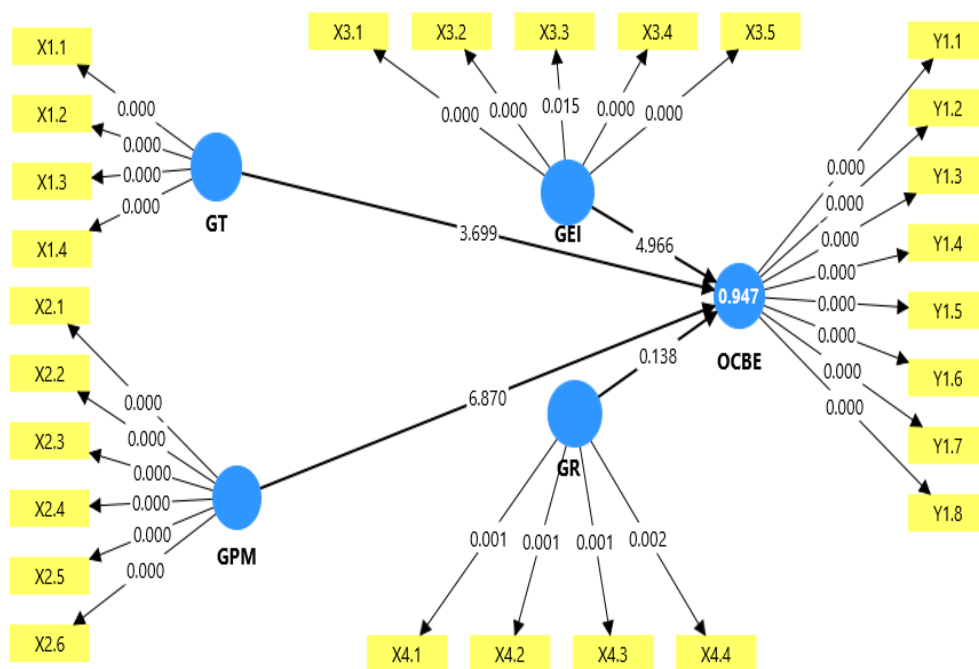 X3.1 X3.2 X3.3 X3.4 X3.5
X1.1
X1.2
X1.3
X1.4
0.000
0.000
0.000
0.000
GT
0.000
0.000
0.015
0.000
0.000
GEI
3.699
4.966
X2.1
X2.2
X2.3
X2.4
X2.5
X2.6
0.000
0.000
0.000
0.000
0.000
0.000
GPM
6.870
0.138
GR
0.001
0.001
0.001
0.002
X4.1 X4.2 X4.3 X4.4
0.947
OCBE
0.000
0.000
0.000
0.000
0.000
0.000
0.000
0.000
Y1.1
Y1.2
Y1.3
Y1.4
Y1.5
Y1.6
Y1.7
Y1.8